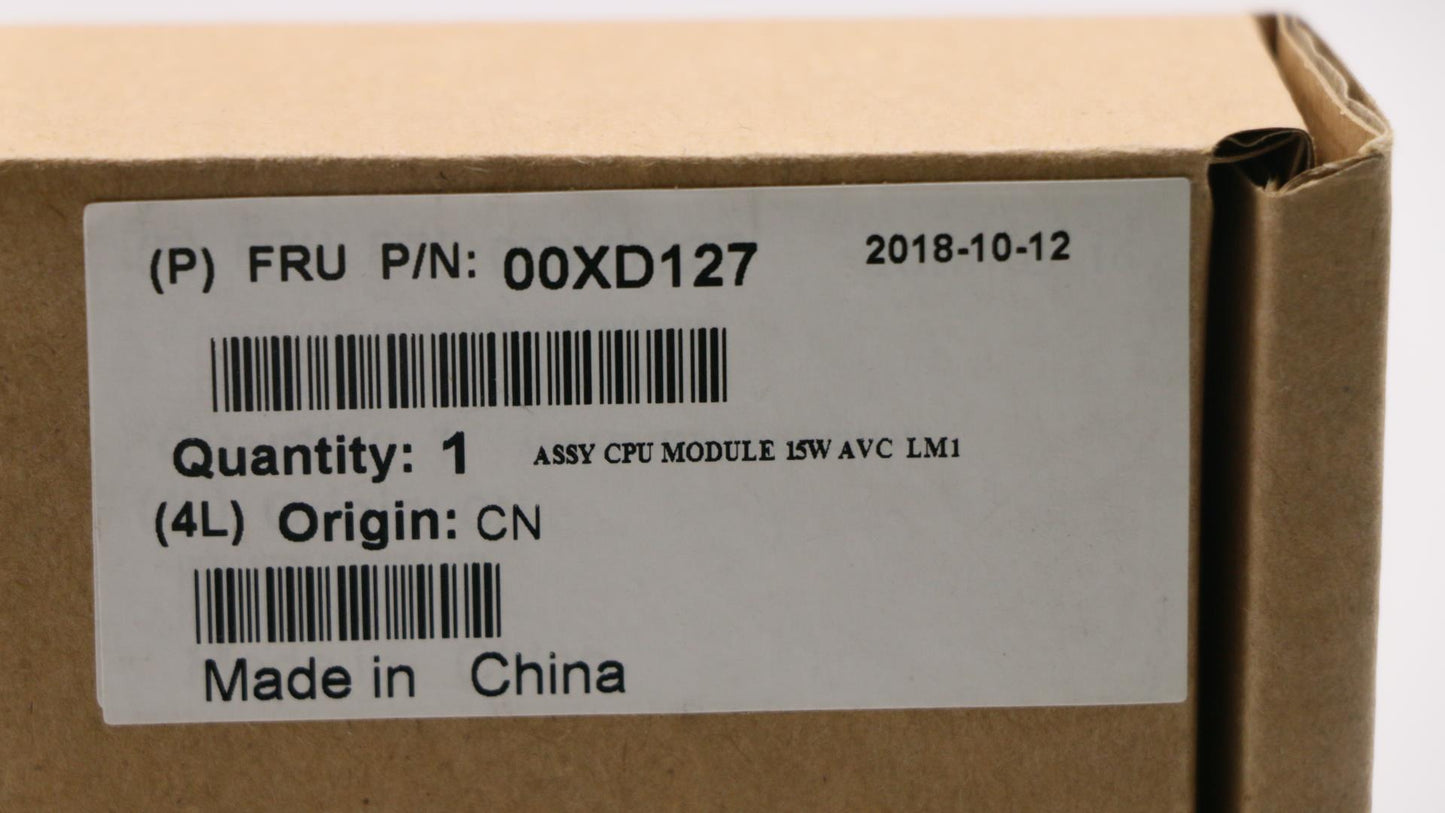 (P) FRU P/N: 00XD127 2018-10-12
Quantity: 1 ASSY CPU MODULE 15W AVC LM1
(4L) Origin: CN
Made in China